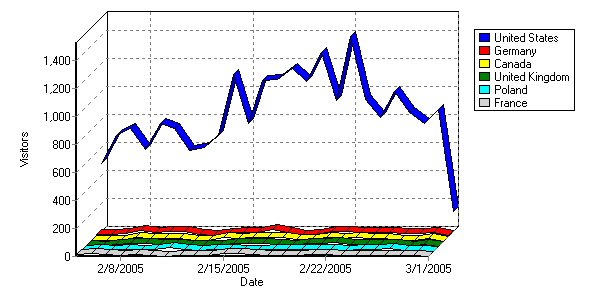 1,400
1,200
1,000
800
600
400
200
0
Visitors
2/8/2005 2/15/2005 2/22/2005 3/1/2005
Date
United States
Germany
Canada
United Kingdom
Poland
France